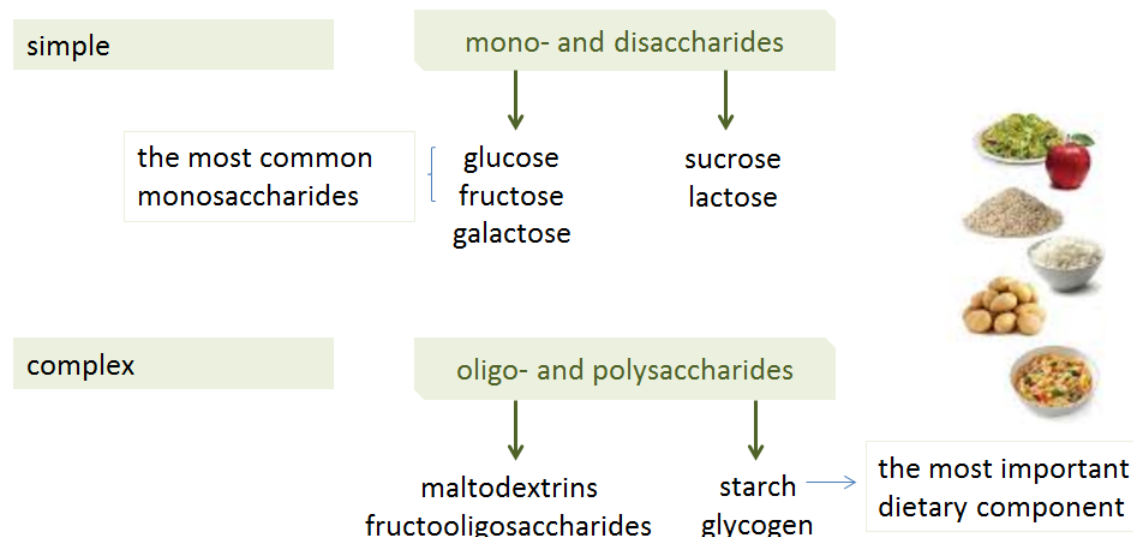 simple
mono- and disaccharides
the most common
monosaccharides
glucose
fructose
galactose
sucrose
lactose
complex
oligo- and polysaccharides
maltodextrins
fructooligosaccharides
starch
glycogen
the most important
dietary component